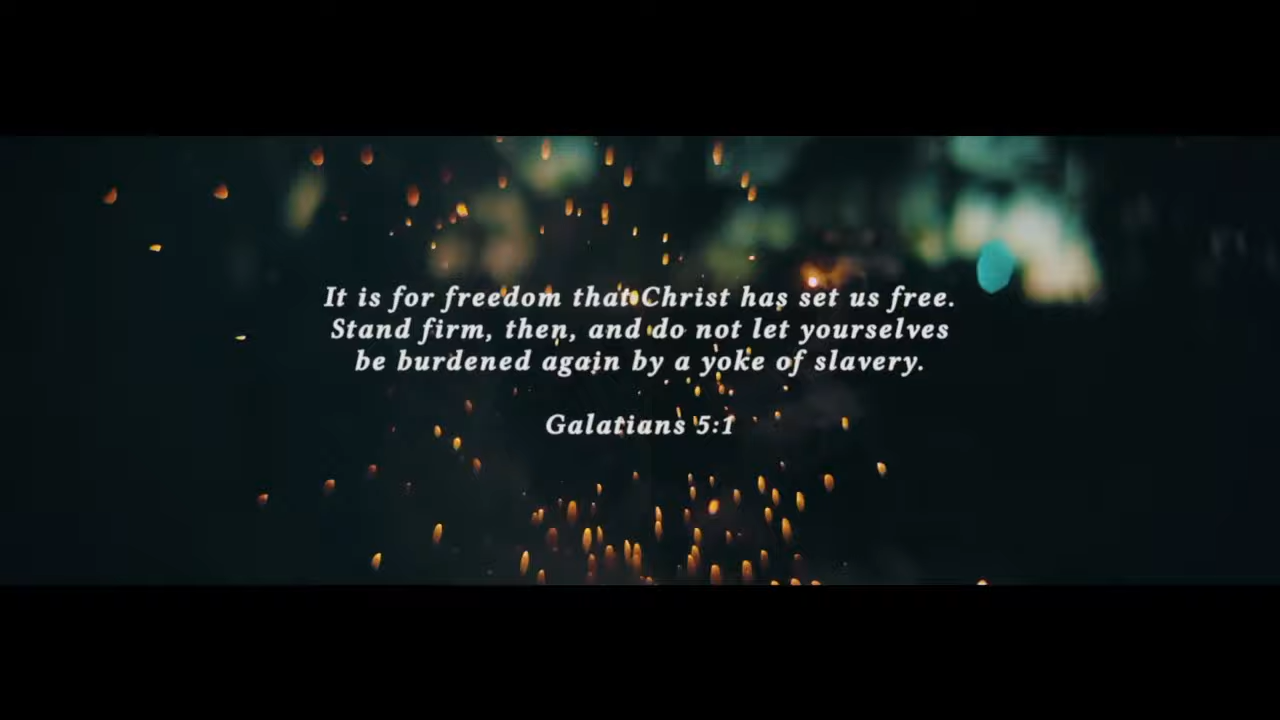 It is for freedom that Christ has set us free.
Stand firm, then, and do not let yourselves
be burdened again by a yoke of slavery.
Galatians 5:1